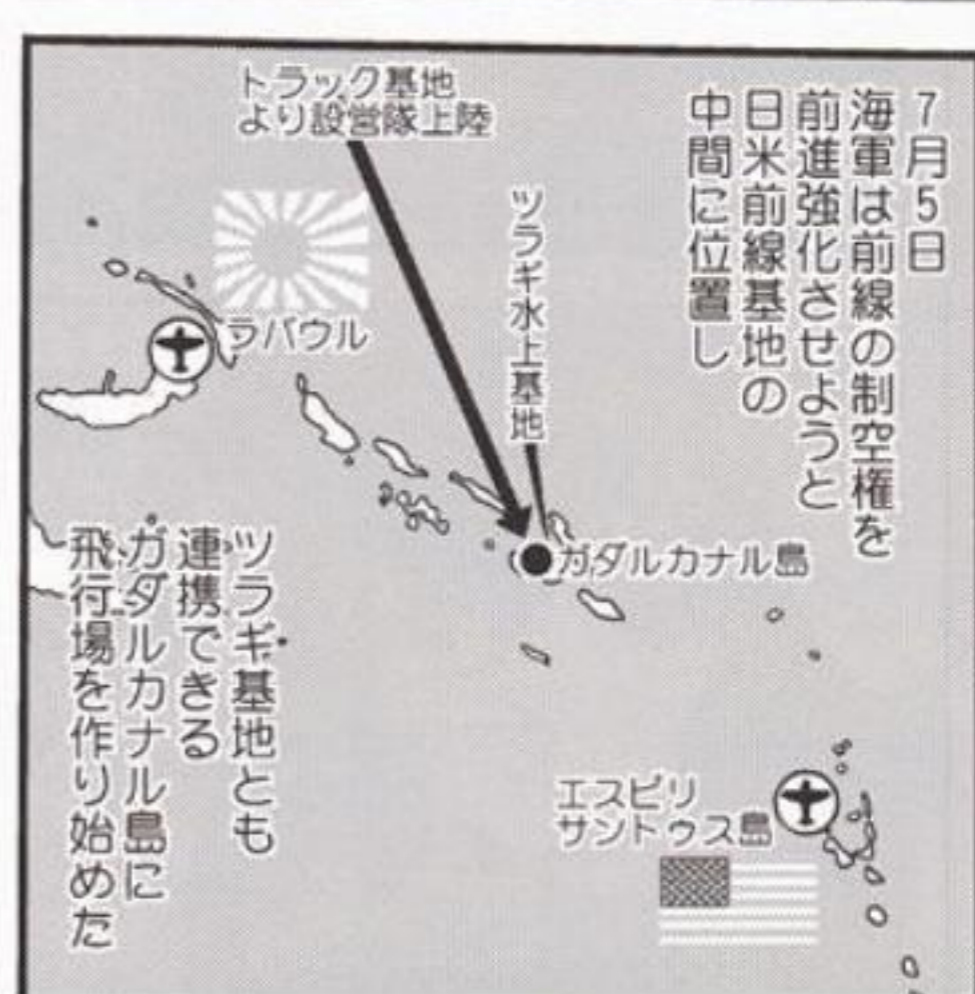 7月5日
海軍は前線の制空権を
前進強化させようと
日米前線基地の
中間に位置し
トラック基地
より設営隊上陸
ツラギ水上基地
ラバウル
ガダルカナル島
ツラギ基地とも
連携できる
ガダルカナル島に
飛行場を作り始めた
エスピリ
サントゥス島